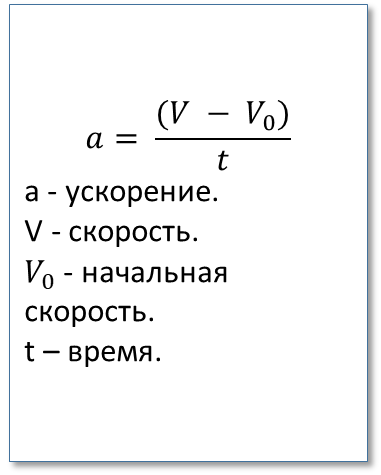 a = (V − V₀) / t
a - ускорение.
V - скорость.
V₀ - начальная
скорость.
t – время.